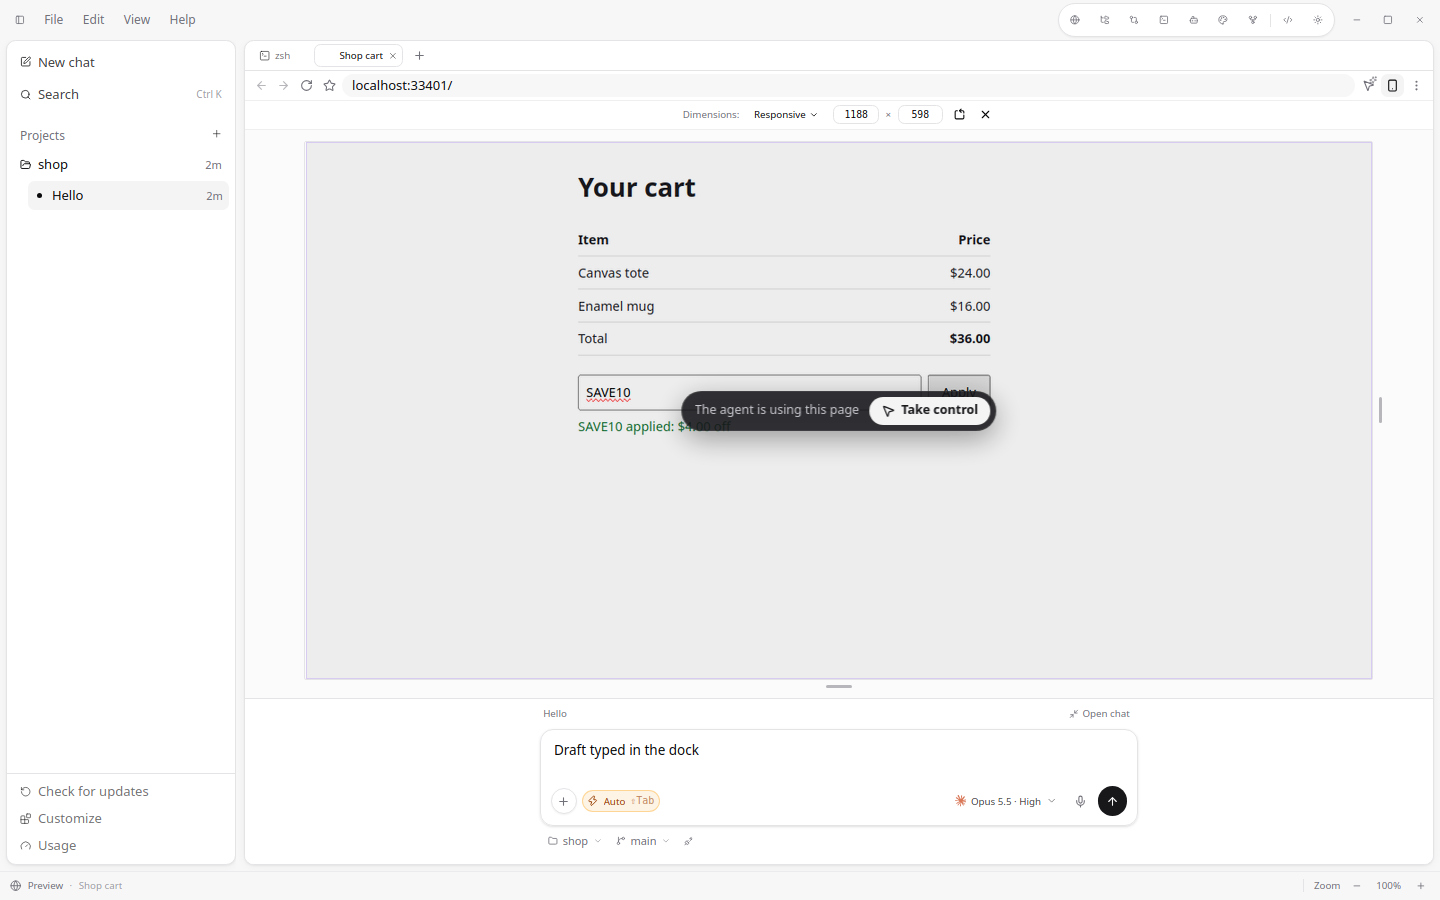 File Edit View Help
New chat
Search Ctrl K
Projects
shop 2m
Hello 2m
Check for updates
Customize
Usage
zsh Shop cart
localhost:33401/
Dimensions: Responsive 1188 × 598
Your cart
Item Price
Canvas tote $24.00
Enamel mug $16.00
Total $36.00
SAVE10 Apply
The agent is using this page Take control
SAVE10 applied: $4.00 off
Hello Open chat
Draft typed in the dock
Auto ⇧Tab Opus 5.5 · High
shop main
Preview · Shop cart Zoom − 100% +